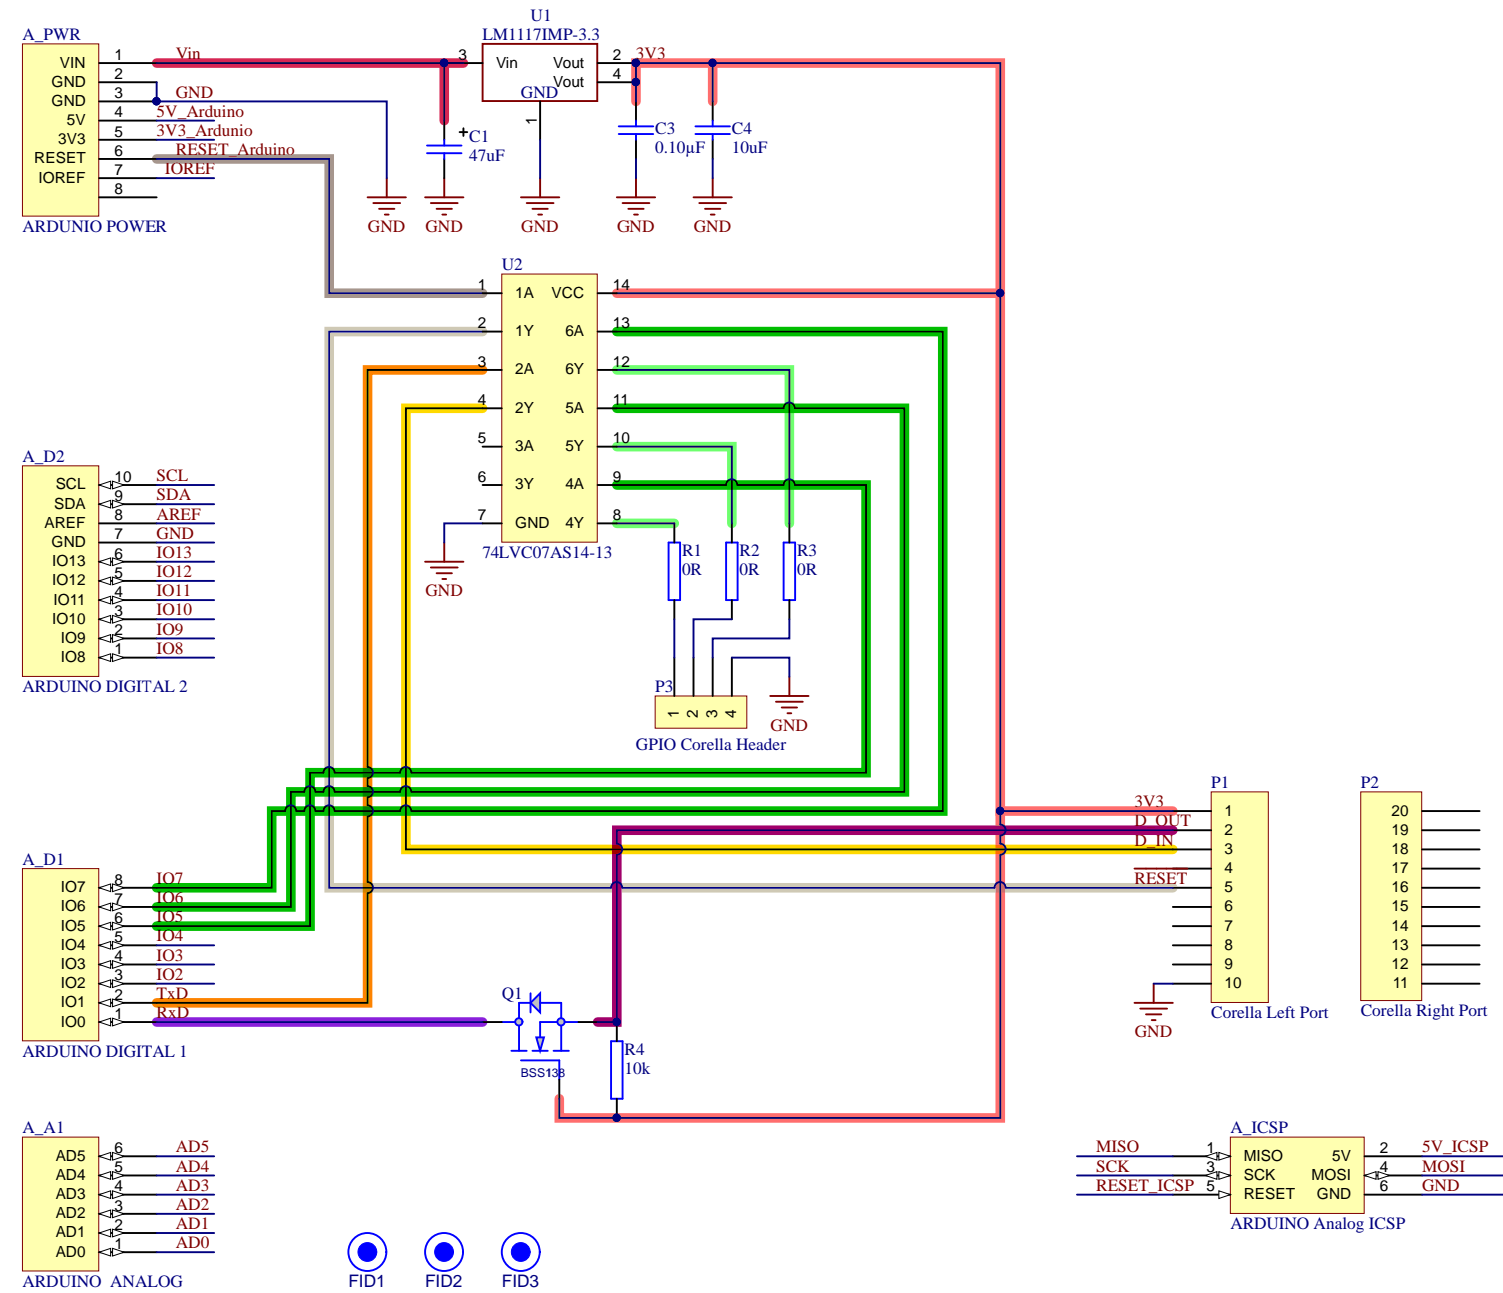 A_PWR
VIN 1 Vin
GND 2
GND 3 GND
5V 4 5V_Arduino
3V3 5 3V3_Ardunio
RESET 6 RESET_Arduino
IOREF 7 IOREF
8
ARDUNIO POWER
U1
LM1117IMP-3.3
3 Vin Vout 2 3V3
Vout 4
GND
1
+ C1
47uF
C3
0.10µF
C4
10uF
GND GND GND GND GND
U2
1 1A VCC 14
2 1Y 6A 13
3 2A 6Y 12
4 2Y 5A 11
5 3A 5Y 10
6 3Y 4A 9
7 GND 4Y 8
74LVC07AS14-13
GND
R1
0R
R2
0R
R3
0R
P3
1 2 3 4
GND
GPIO Corella Header
A_D2
SCL 10 SCL
SDA 9 SDA
AREF 8 AREF
GND 7 GND
IO13 6 IO13
IO12 5 IO12
IO11 4 IO11
IO10 3 IO10
IO9 2 IO9
IO8 1 IO8
ARDUINO DIGITAL 2
A_D1
IO7 8 IO7
IO6 7 IO6
IO5 6 IO5
IO4 5 IO4
IO3 4 IO3
IO2 3 IO2
IO1 2 TxD
IO0 1 RxD
ARDUINO DIGITAL 1
Q1
BSS138
R4
10k
P1
3V3 1
D_OUT 2
D_IN 3
4
RESET 5
6
7
8
9
10
GND
Corella Left Port
P2
20
19
18
17
16
15
14
13
12
11
Corella Right Port
A_A1
AD5 6 AD5
AD4 5 AD4
AD3 4 AD3
AD2 3 AD2
AD1 2 AD1
AD0 1 AD0
ARDUINO ANALOG
FID1 FID2 FID3
A_ICSP
MISO 1 MISO 5V 2 5V_ICSP
SCK 3 SCK MOSI 4 MOSI
RESET_ICSP 5 RESET GND 6 GND
ARDUINO Analog ICSP